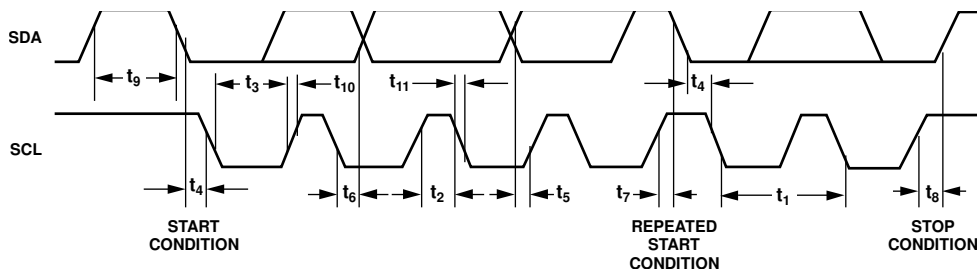 SDA
t9
t3
t10
t11
t4
SCL
t4
t6
t2
t5
t7
t1
t8
START
CONDITION
REPEATED
START
CONDITION
STOP
CONDITION